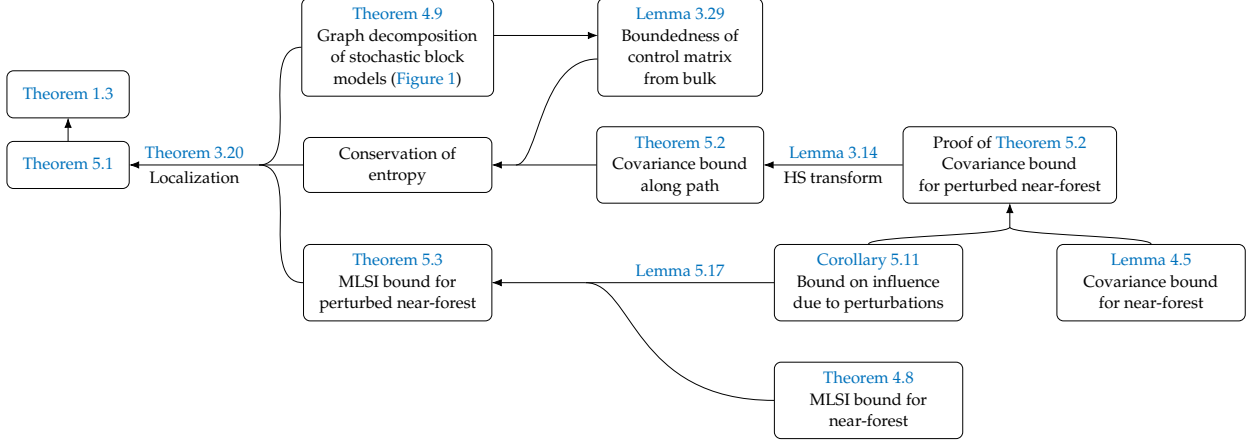 Theorem 4.9
Graph decomposition
of stochastic block
models (Figure 1)
Lemma 3.29
Boundedness of
control matrix
from bulk
Theorem 1.3
Theorem 5.1
Theorem 3.20
Localization
Conservation of
entropy
Theorem 5.2
Covariance bound
along path
Lemma 3.14
HS transform
Proof of Theorem 5.2
Covariance bound
for perturbed near-forest
Theorem 5.3
MLSI bound for
perturbed near-forest
Lemma 5.17
Corollary 5.11
Bound on influence
due to perturbations
Lemma 4.5
Covariance bound
for near-forest
Theorem 4.8
MLSI bound for
near-forest